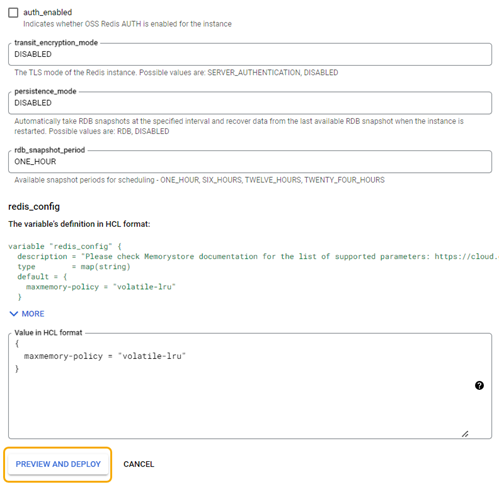 auth_enabled
Indicates whether OSS Redis AUTH is enabled for the instance
transit_encryption_mode
DISABLED
The TLS mode of the Redis instance. Possible values are: SERVER_AUTHENTICATION, DISABLED
persistence_mode
DISABLED
Automatically take RDB snapshots at the specified interval and recover data from the last available RDB snapshot when the instance is
restarted. Possible values are: RDB, DISABLED
rdb_snapshot_period
ONE_HOUR
Available snapshot periods for scheduling - ONE_HOUR, SIX_HOURS, TWELVE_HOURS, TWENTY_FOUR_HOURS
redis_config
The variable's definition in HCL format:
variable "redis_config" {
description = "Please check Memorystore documentation for the list of supported parameters: https://cloud.
type = map(string)
default = {
maxmemory-policy = "volatile-lru"
}
MORE
Value in HCL format
{
maxmemory-policy = "volatile-lru"
}
?
PREVIEW AND DEPLOY CANCEL